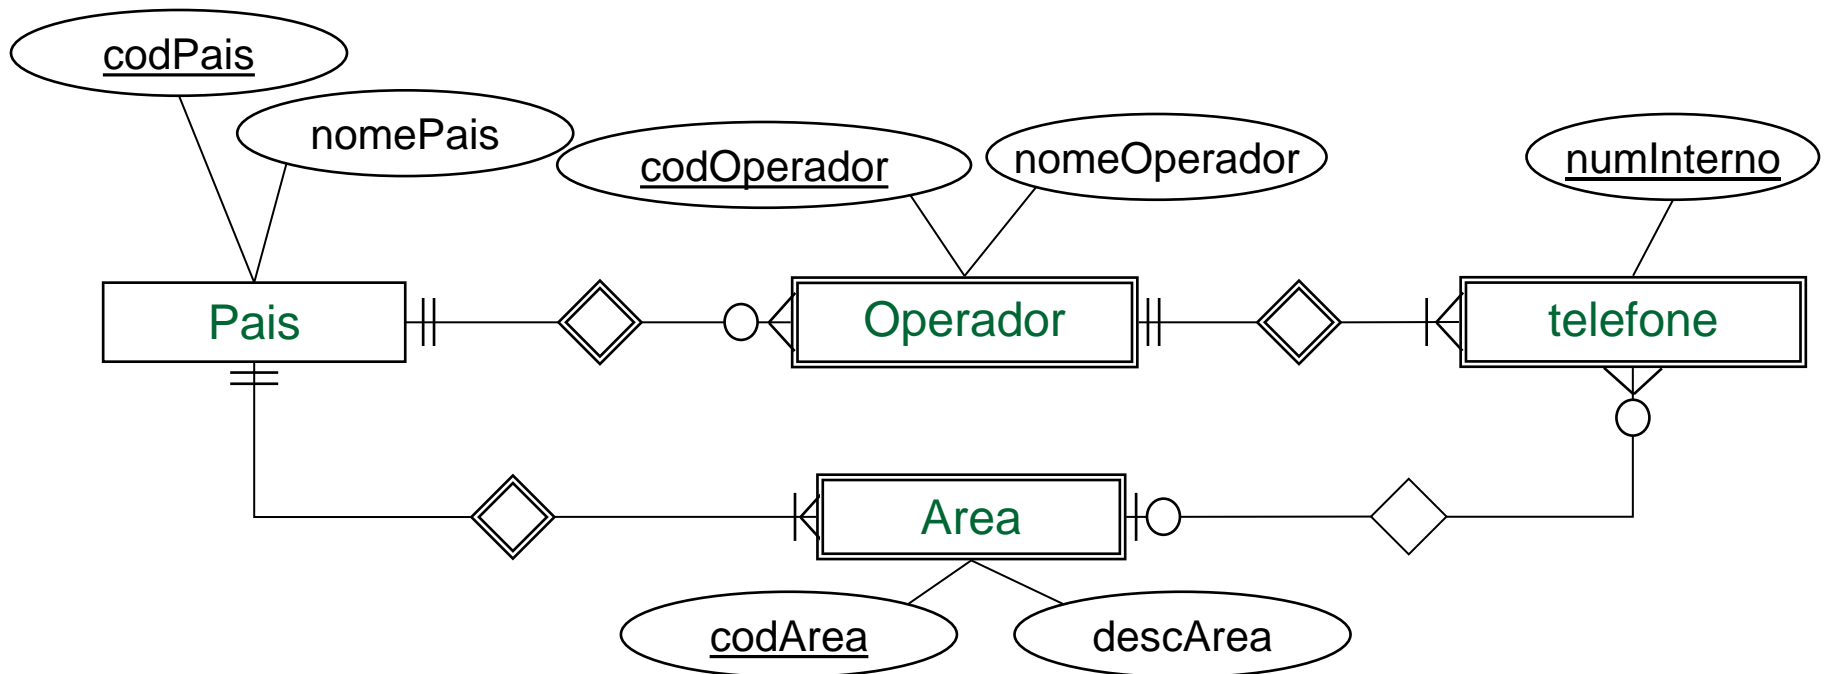 codPais
nomePais
codOperador
nomeOperador
numInterno
Pais
Operador
telefone
Area
codArea
descArea